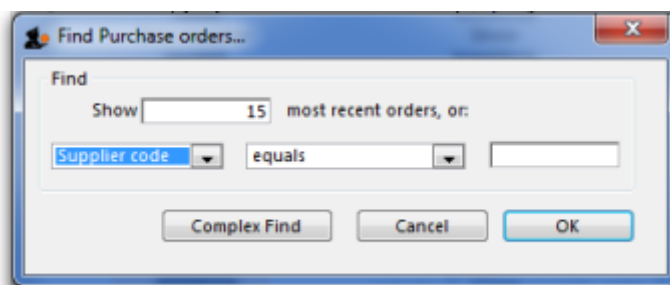 Find Purchase orders...
Find
Show 15 most recent orders, or:
Supplier code equals
Complex Find Cancel OK